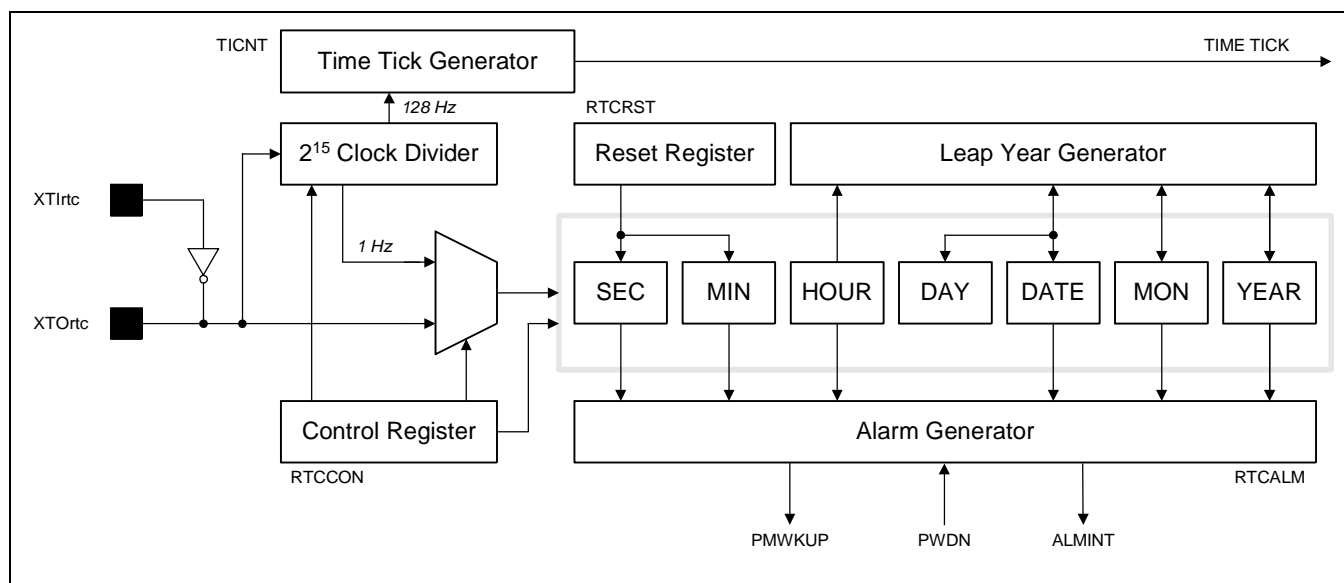 TICNT
Time Tick Generator
TIME TICK
128 Hz
RTCRST
2¹⁵ Clock Divider
Reset Register
Leap Year Generator
XTIrtc
1 Hz
SEC
MIN
HOUR
DAY
DATE
MON
YEAR
XTOrtc
Control Register
Alarm Generator
RTCCON
RTCALM
PMWKUP
PWDN
ALMINT